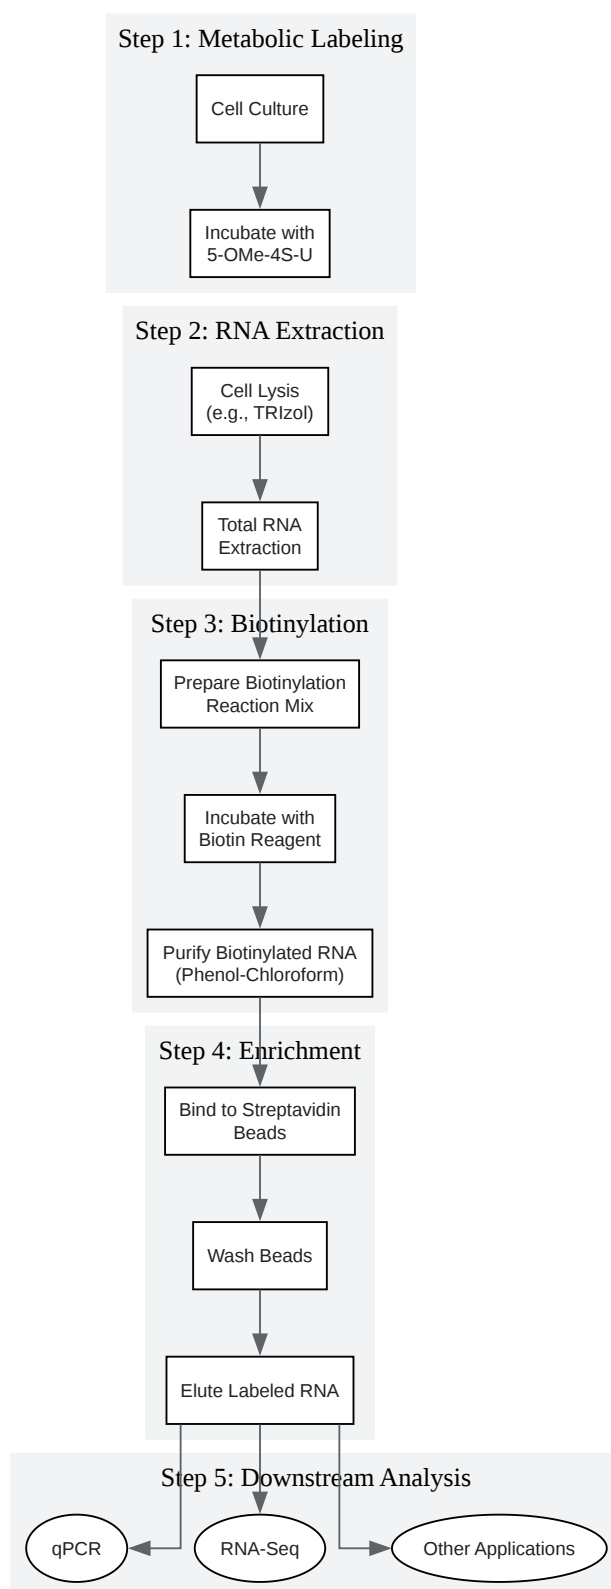 Step 1: Metabolic Labeling
Cell Culture
Incubate with
5-OMe-4S-U
Step 2: RNA Extraction
Cell Lysis
(e.g., TRIzol)
Total RNA
Extraction
Step 3: Biotinylation
Prepare Biotinylation
Reaction Mix
Incubate with
Biotin Reagent
Purify Biotinylated RNA
(Phenol-Chloroform)
Step 4: Enrichment
Bind to Streptavidin
Beads
Wash Beads
Elute Labeled RNA
Step 5: Downstream Analysis
qPCR
RNA-Seq
Other Applications